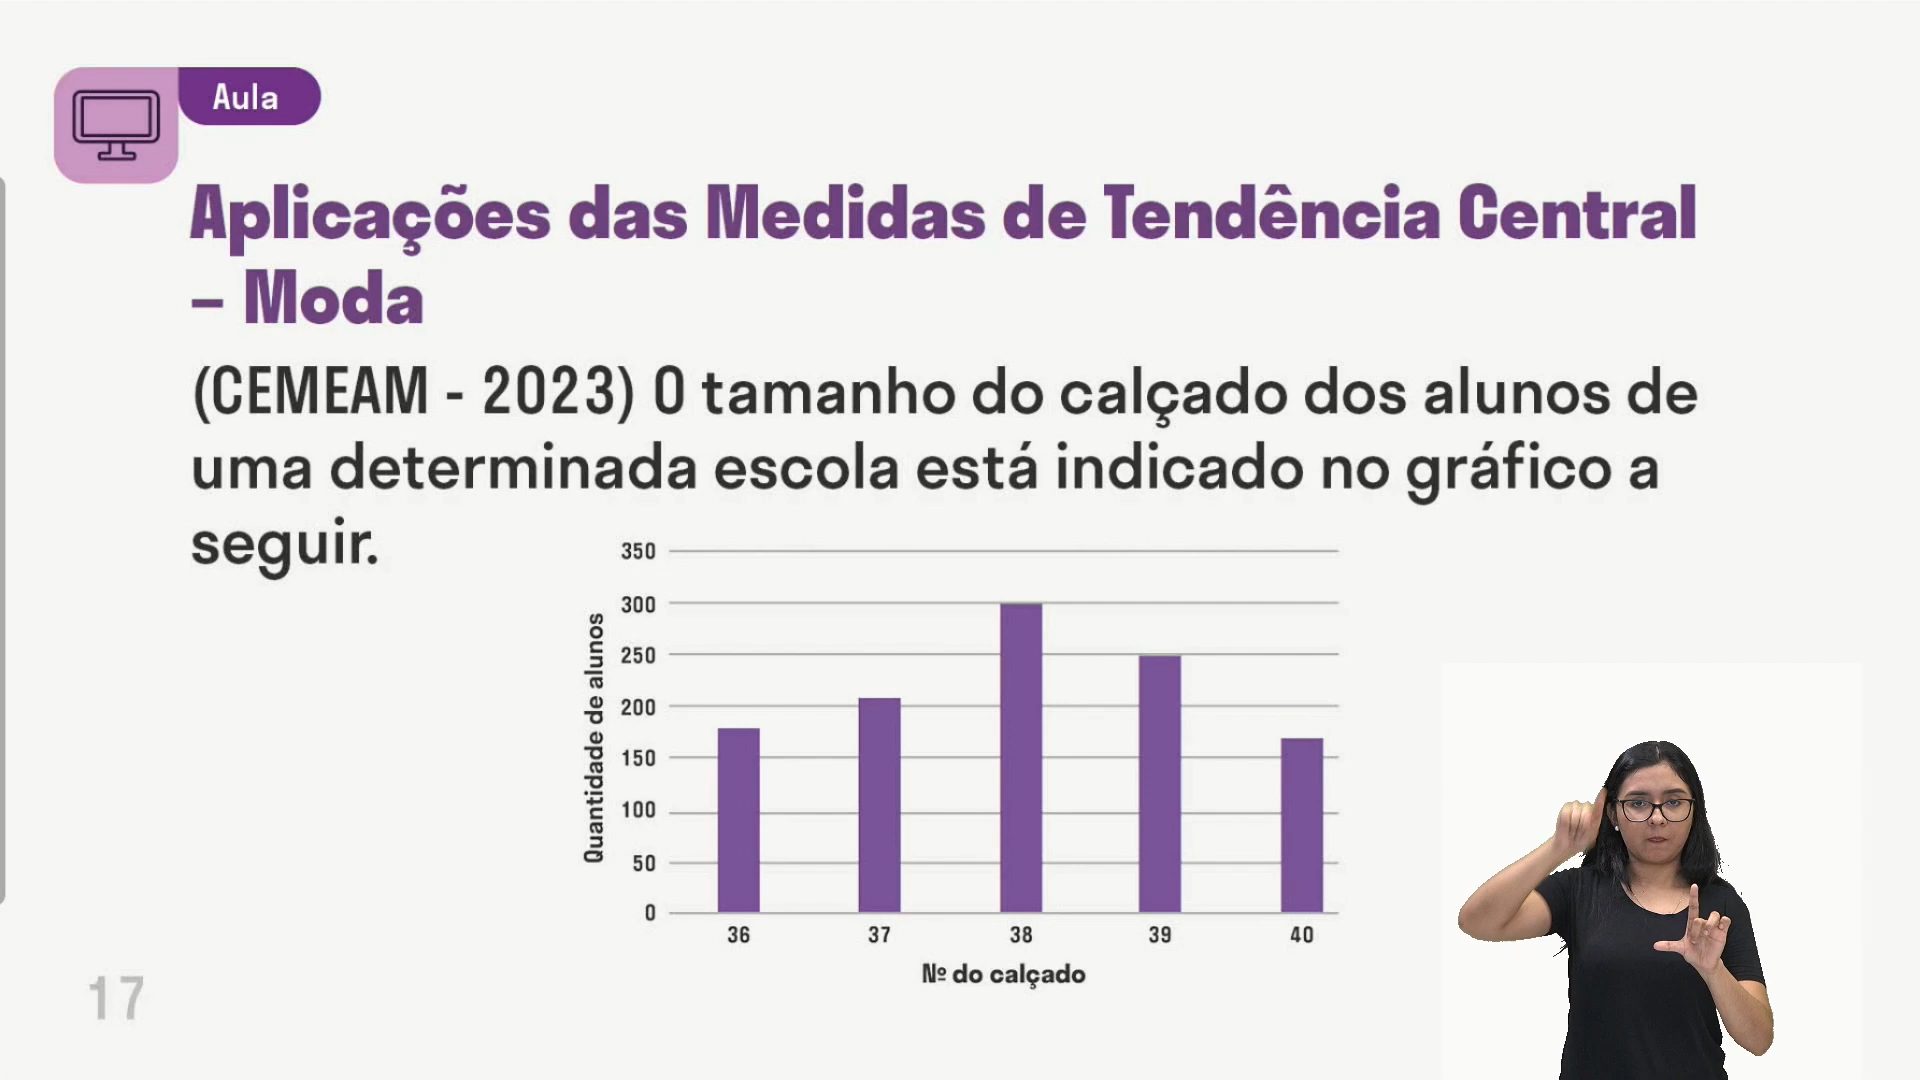 Aula
Aplicações das Medidas de Tendência Central
– Moda
(CEMEAM - 2023) O tamanho do calçado dos alunos de
uma determinada escola está indicado no gráfico a
seguir.
Quantidade de alunos
350
300
250
200
150
100
50
0
36 37 38 39 40
Nº do calçado
17